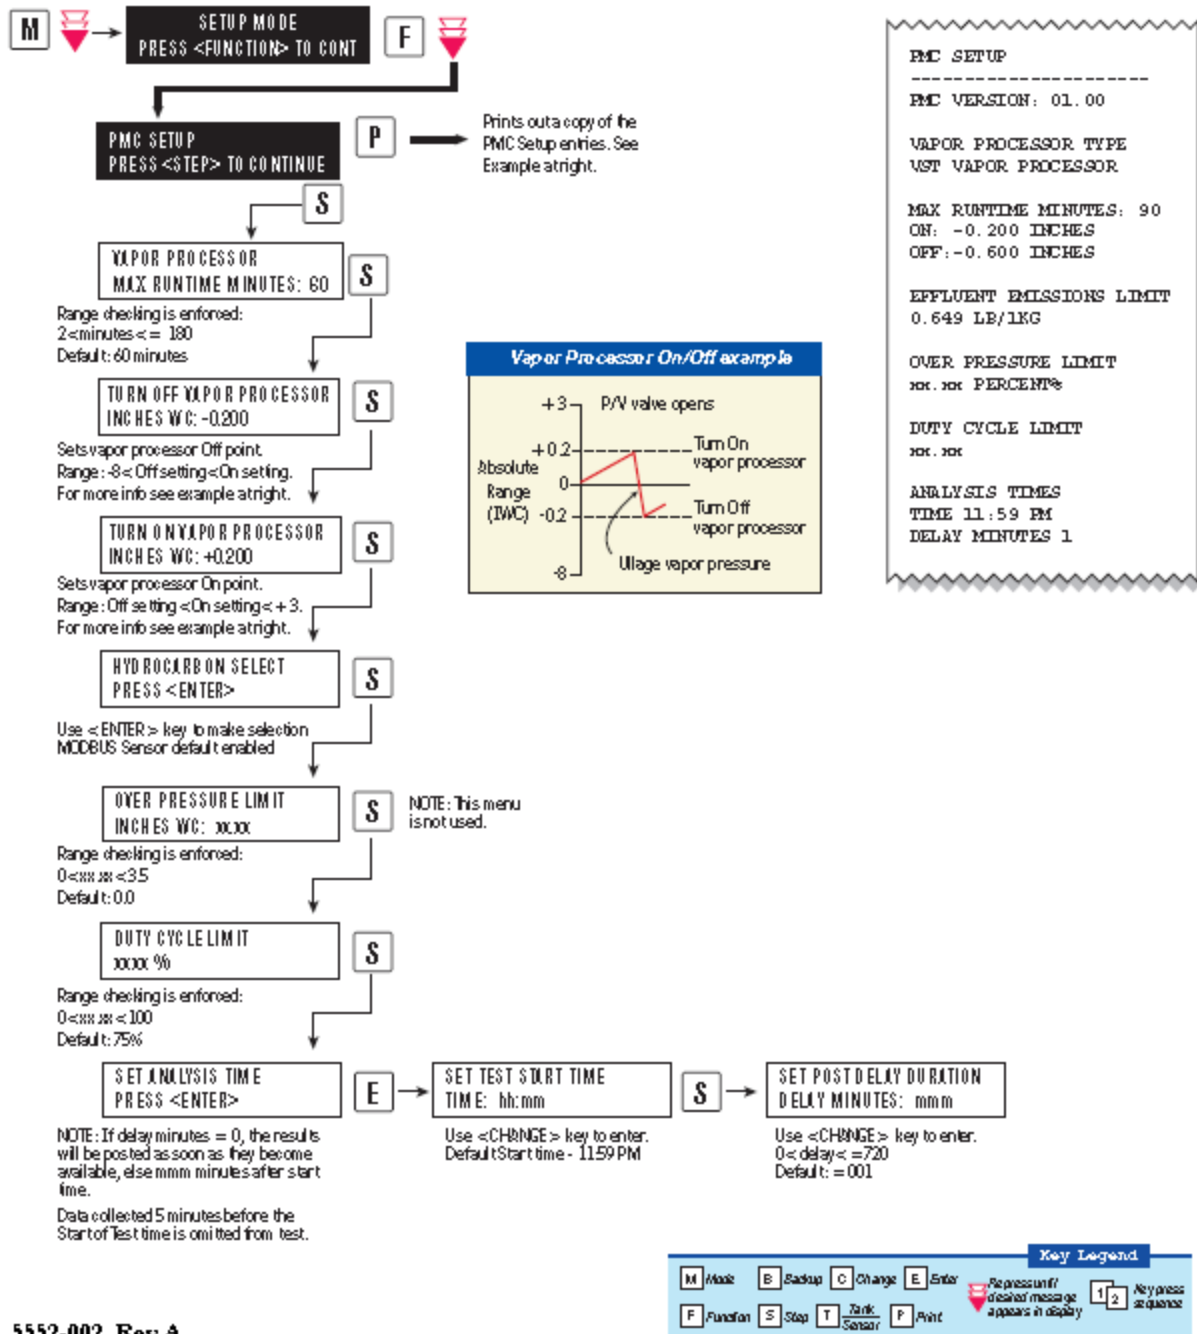 M
SETUP MODE
PRESS <FUNCTION> TO CONT
F
PMC SETUP
PRESS <STEP> TO CONTINUE
P
Prints out a copy of the
PMC Setup entries. See
Example at right.
S
VAPOR PROCESSOR
MAX RUNTIME MINUTES: 60
S
Range checking is enforced:
2<minutes<= 180
Default: 60 minutes
TURN OFF VAPOR PROCESSOR
INCHES WC: -0.200
S
Sets vapor processor Off point.
Range: -8< Off setting<On setting.
For more info see example at right.
TURN ON VAPOR PROCESSOR
INCHES WC: +0.200
S
Sets vapor processor On point.
Range: Off setting<On setting< +3.
For more info see example at right.
HYDROCARBON SELECT
PRESS <ENTER>
S
Use <ENTER> key to make selection
MODBUS Sensor default enabled
OVER PRESSURE LIMIT
INCHES WC: xx.xx
S
NOTE: This menu
is not used.
Range checking is enforced:
0<xx.xx<3.5
Default: 0.0
DUTY CYCLE LIMIT
xx.xx %
S
Range checking is enforced:
0<xx.xx<100
Default: 75%
SET ANALYSIS TIME
PRESS <ENTER>
E
SET TEST START TIME
TIME: hh:mm
S
SET POST DELAY DURATION
DELAY MINUTES: mmm
NOTE: If delay minutes = 0, the results
will be posted as soon as they become
available, else mmm minutes after start
time.
Data collected 5 minutes before the
Start of Test time is omitted from test.
Use <CHANGE> key to enter.
Default Start time - 11:59 PM
Use <CHANGE> key to enter.
0< delay<=720
Default: = 001
Vapor Processor On/Off example
+3
P/V valve opens
+0.2
Turn On
vapor processor
Absolute
Range
(IWC)
0
-0.2
Turn Off
vapor processor
Ullage vapor pressure
-8
PMC SETUP
-----------------------
PMC VERSION: 01.00
VAPOR PROCESSOR TYPE
VST VAPOR PROCESSOR
MAX RUNTIME MINUTES: 90
ON: -0.200 INCHES
OFF:-0.600 INCHES
EFFLUENT EMISSIONS LIMIT
0.649 LB/1KG
OVER PRESSURE LIMIT
xx.xx PERCENT%
DUTY CYCLE LIMIT
xx.xx
ANALYSIS TIMES
TIME 11:59 PM
DELAY MINUTES 1
Key Legend
M Mode B Backup C Change E Enter
F Function S Step T Tank Sensor P Print
Repress until
desired message
appears in display
1 2 Key press
sequence
5552-002 Rev A